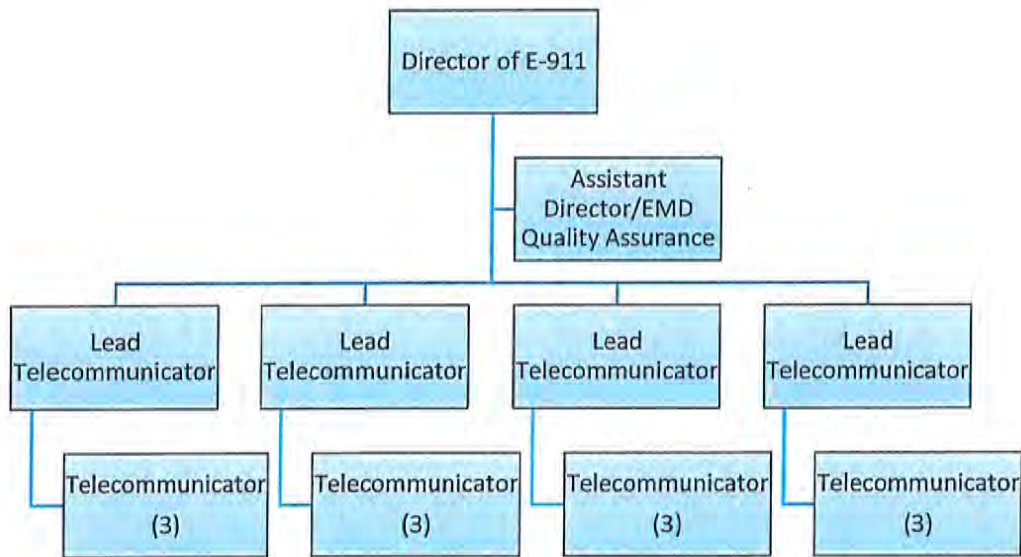 Director of E-911
Assistant
Director/EMD
Quality Assurance
Lead
Telecommunicator
Lead
Telecommunicator
Lead
Telecommunicator
Lead
Telecommunicator
Telecommunicator
(3)
Telecommunicator
(3)
Telecommunicator
(3)
Telecommunicator
(3)